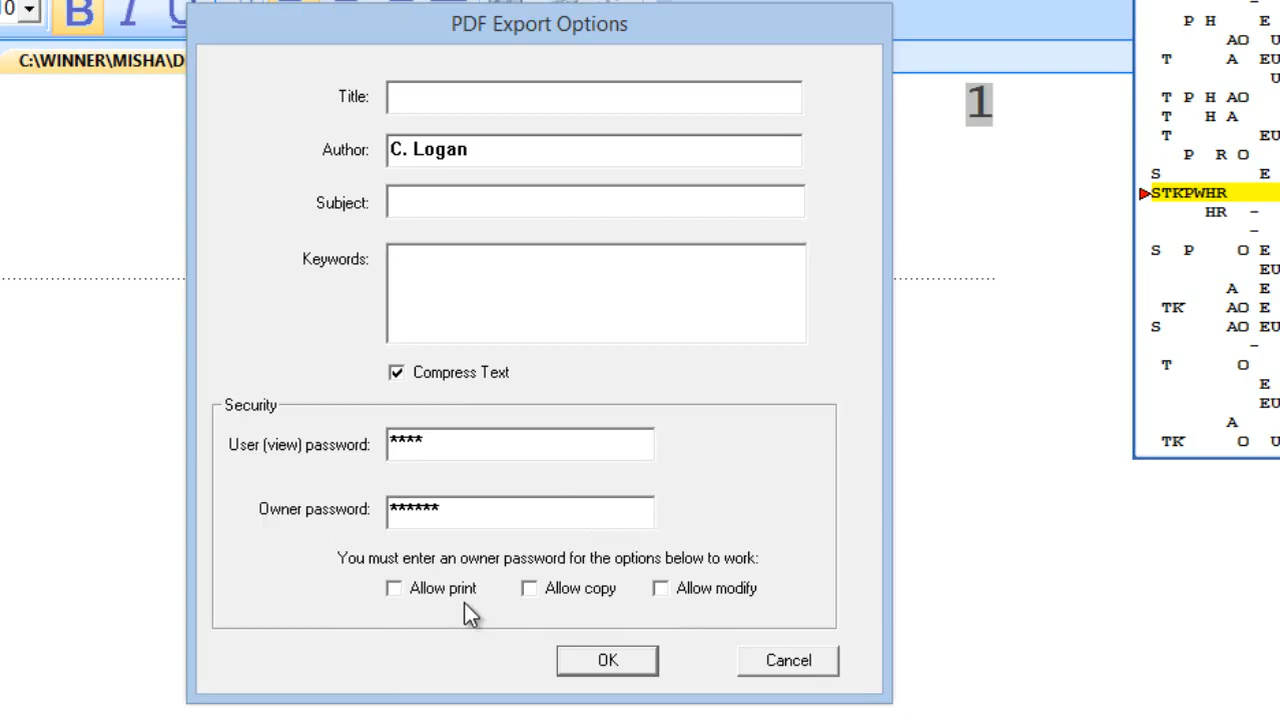 0 B I U
PDF Export Options
C:\WINNER\MISHA\D
1
Title:
Author: C. Logan
Subject:
Keywords:
Compress Text
Security
User (view) password: ****
Owner password: ******
You must enter an owner password for the options below to work:
Allow print Allow copy Allow modify
OK Cancel
-
P H E
AO U
T A EU
U
T P H AO
T H A
T EU
P R O
S E
STKPWHR
HR -
-
S P O E
EU
A E
TK AO E
S AO EU
-
T O
E
EU
A
TK O U